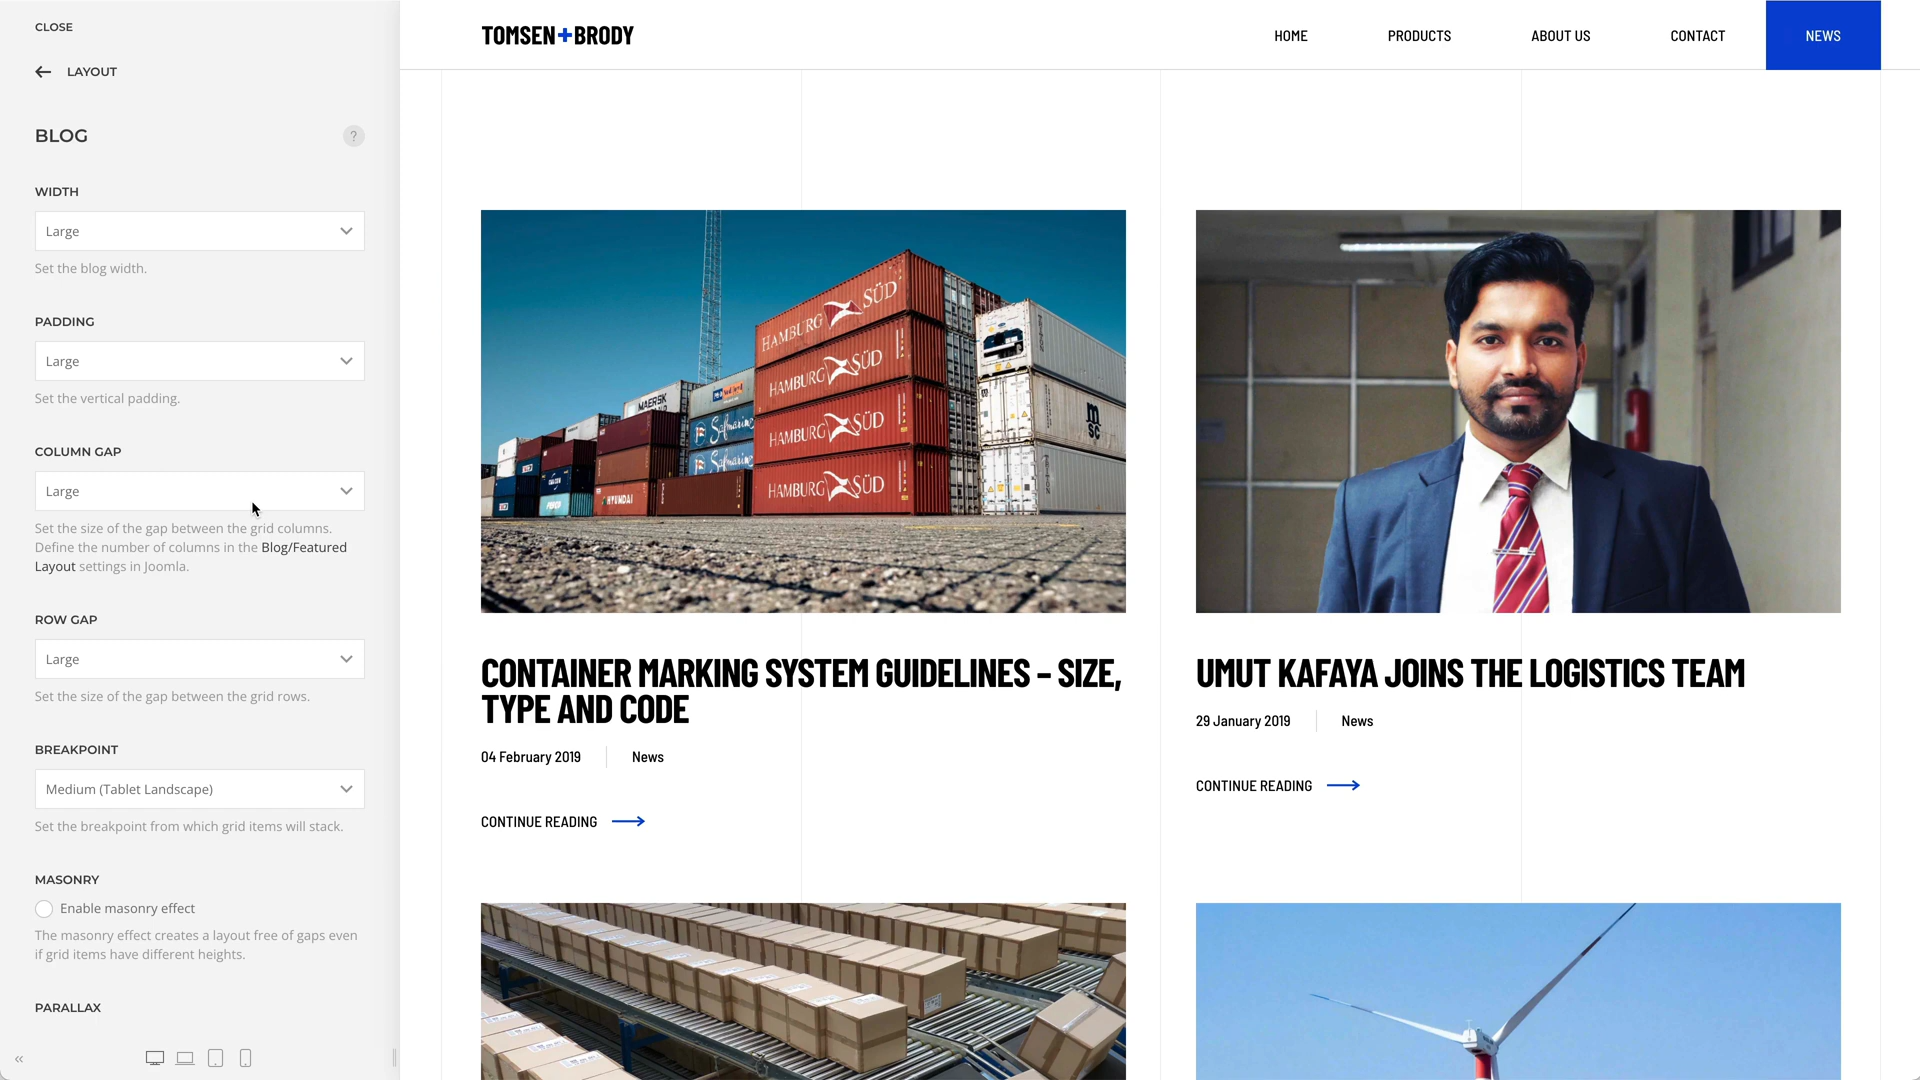 CLOSE
LAYOUT
BLOG
?
WIDTH
Large
Set the blog width.
PADDING
Large
Set the vertical padding.
COLUMN GAP
Large
Set the size of the gap between the grid columns.
Define the number of columns in the Blog/Featured
Layout settings in Joomla.
ROW GAP
Large
Set the size of the gap between the grid rows.
BREAKPOINT
Medium (Tablet Landscape)
Set the breakpoint from which grid items will stack.
MASONRY
Enable masonry effect
The masonry effect creates a layout free of gaps even
if grid items have different heights.
PARALLAX
TOMSEN+BRODY
HOME
PRODUCTS
ABOUT US
CONTACT
NEWS
HAMBURG SÜD
HAMBURG SÜD
HAMBURG SÜD
HAMBURG SÜD
MAERSK
Safmarine
Safmarine
HYUNDAI
m
SC
CONTAINER MARKING SYSTEM GUIDELINES – SIZE,
TYPE AND CODE
04 February 2019
News
CONTINUE READING
UMUT KAFAYA JOINS THE LOGISTICS TEAM
29 January 2019
News
CONTINUE READING